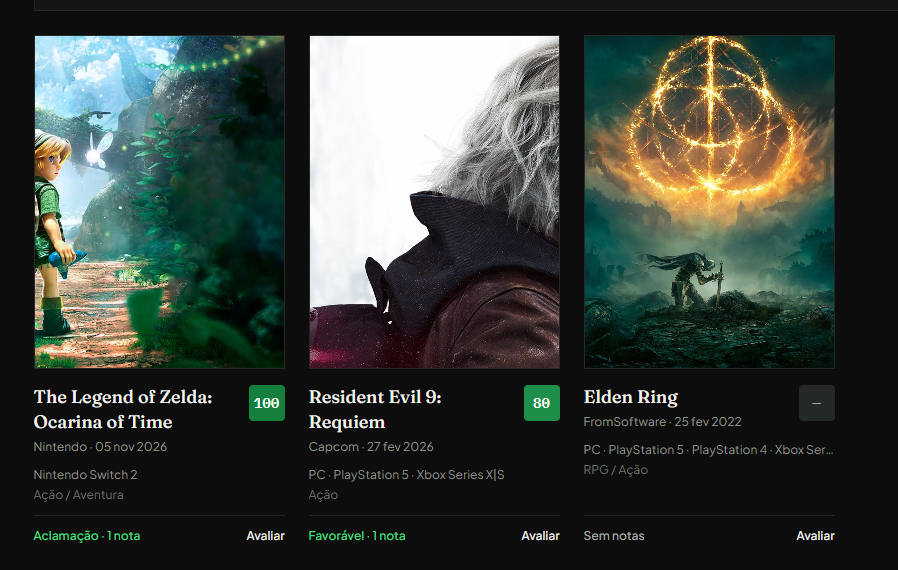 The Legend of Zelda:
Ocarina of Time
100
Nintendo · 05 nov 2026
Nintendo Switch 2
Ação / Aventura
Aclamação · 1 nota
Avaliar
Resident Evil 9:
Requiem
80
Capcom · 27 fev 2026
PC · PlayStation 5 · Xbox Series X|S
Ação
Favorável · 1 nota
Avaliar
Elden Ring
—
FromSoftware · 25 fev 2022
PC · PlayStation 5 · PlayStation 4 · Xbox Ser...
RPG / Ação
Sem notas
Avaliar